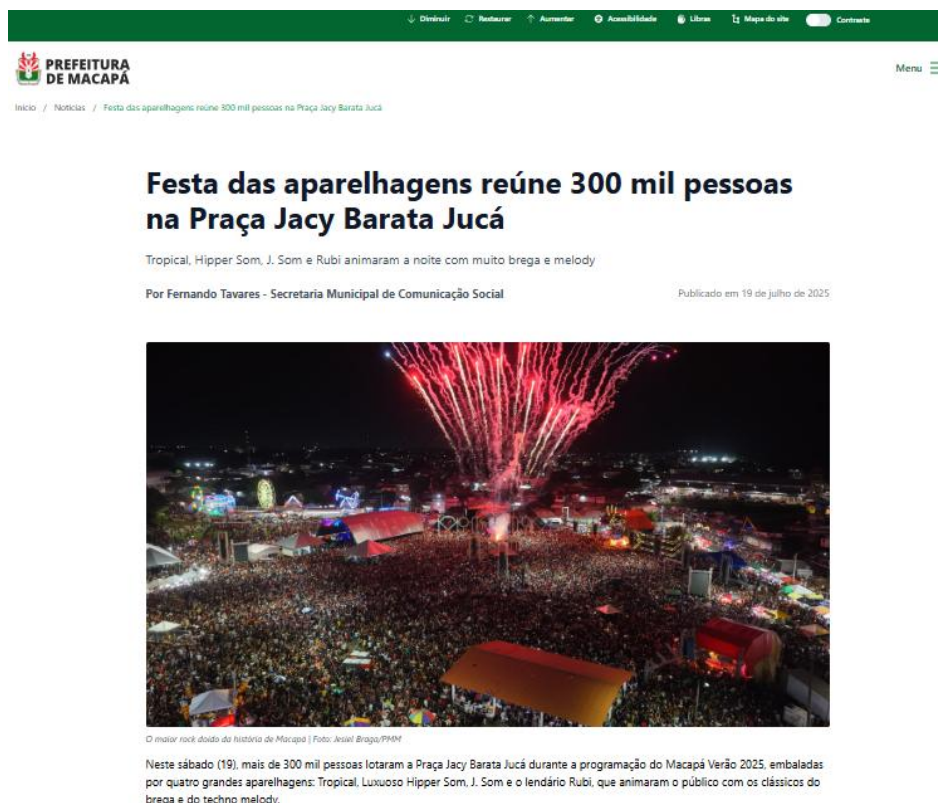 Diminuir Restaurar Aumentar Acessibilidade Libras Mapa do site Contraste
PREFEITURA
DE MACAPÁ
Menu
Início / Notícias / Festa das aparelhagens reúne 300 mil pessoas na Praça Jacy Barata Jucá
Festa das aparelhagens reúne 300 mil pessoas
na Praça Jacy Barata Jucá
Tropical, Hipper Som, J. Som e Rubi animaram a noite com muito brega e melody
Por Fernando Tavares - Secretaria Municipal de Comunicação Social
Publicado em 19 de julho de 2025
O maior rock doido da história de Macapá | Foto: Jesiel Braga/PMM
Neste sábado (19), mais de 300 mil pessoas lotaram a Praça Jacy Barata Jucá durante a programação do Macapá Verão 2025, embaladas
por quatro grandes aparelhagens: Tropical, Luxuoso Hipper Som, J. Som e o lendário Rubi, que animaram o público com os clássicos do
brega e do techno melody.